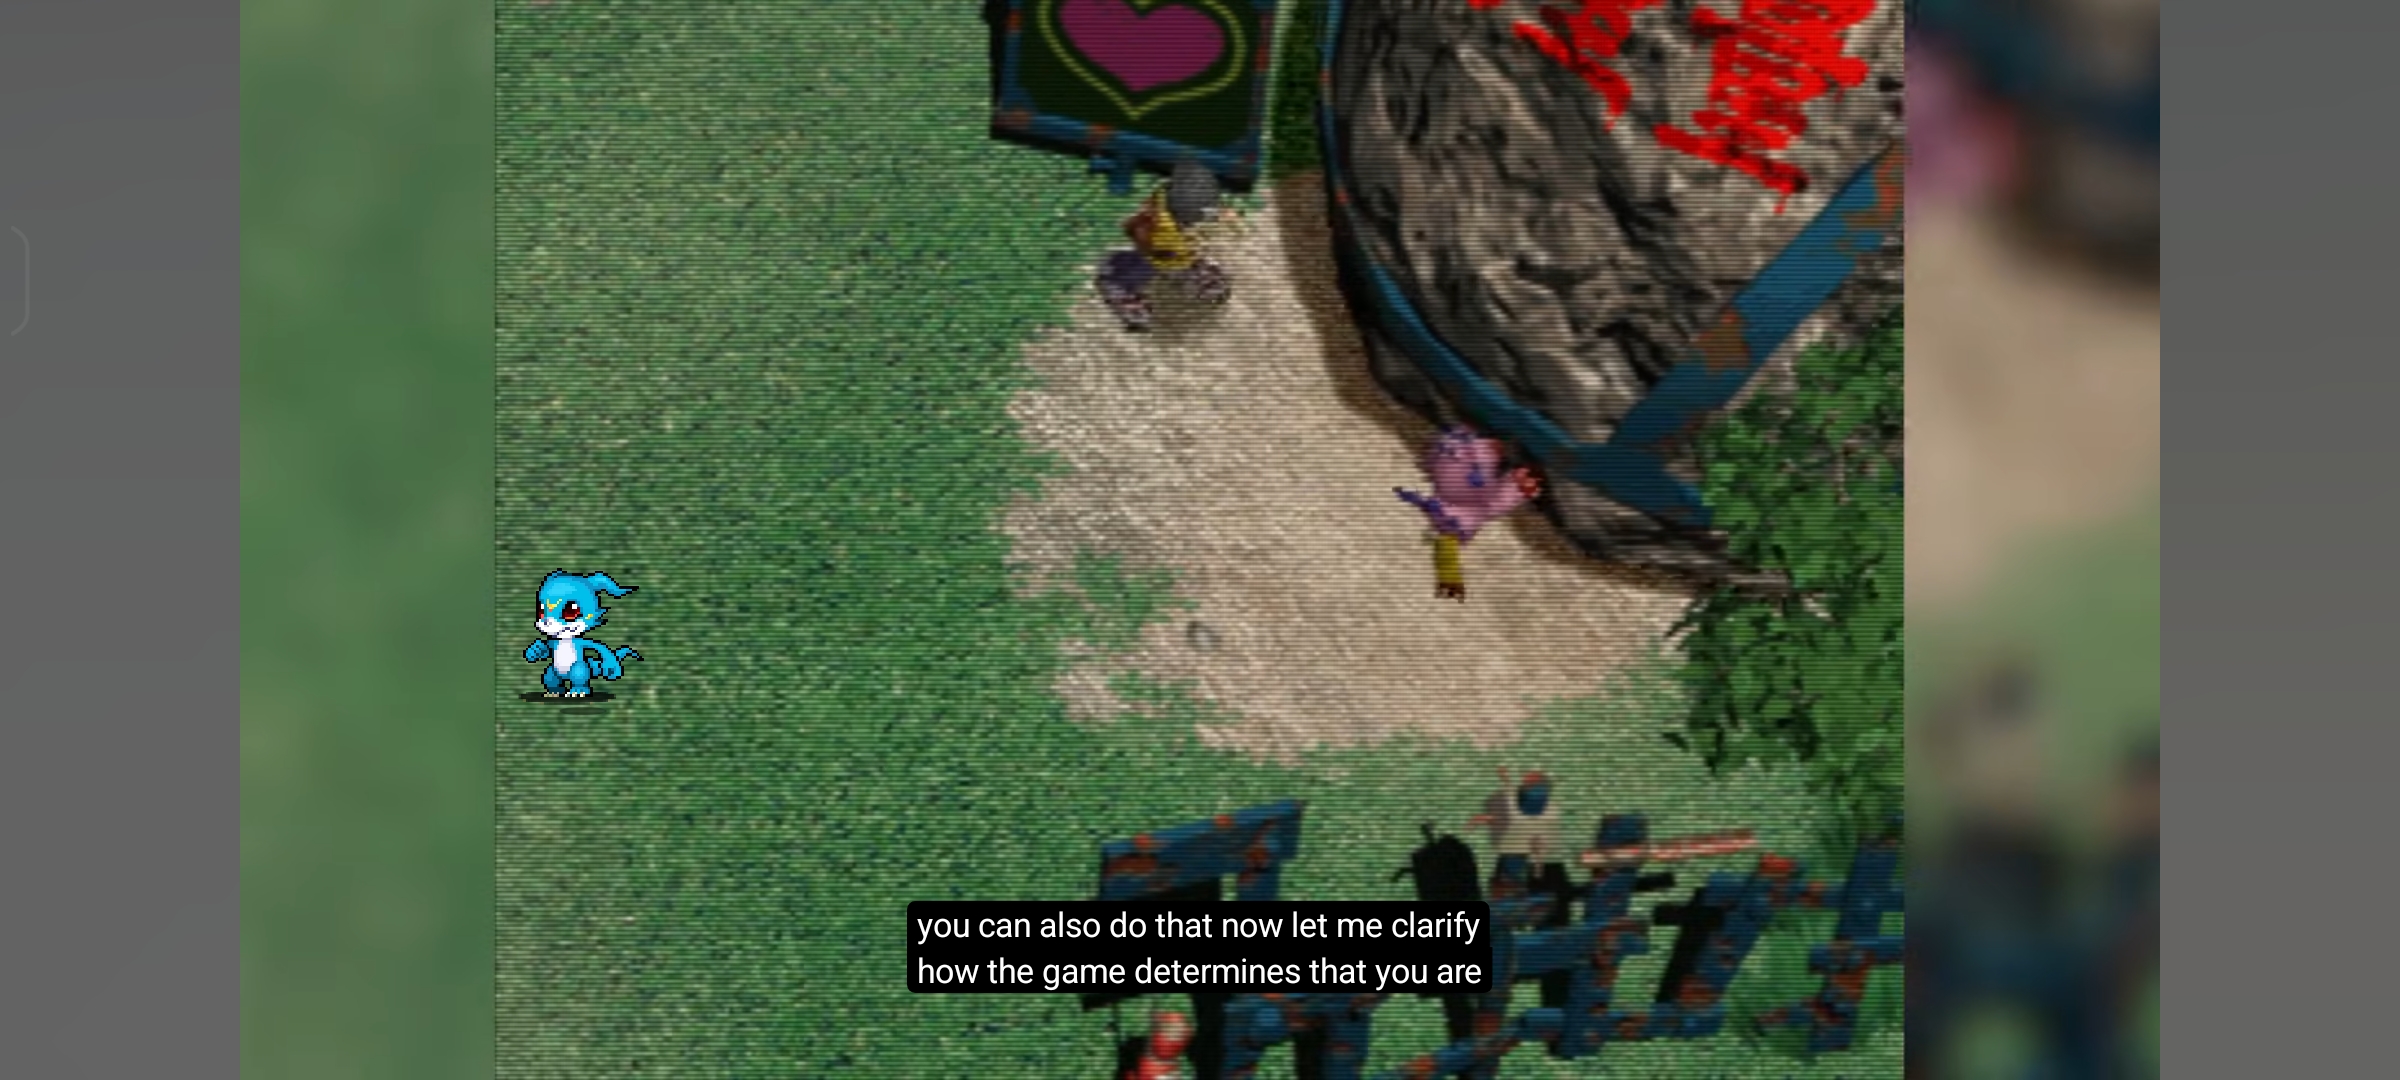 you can also do that now let me clarify
how the game determines that you are